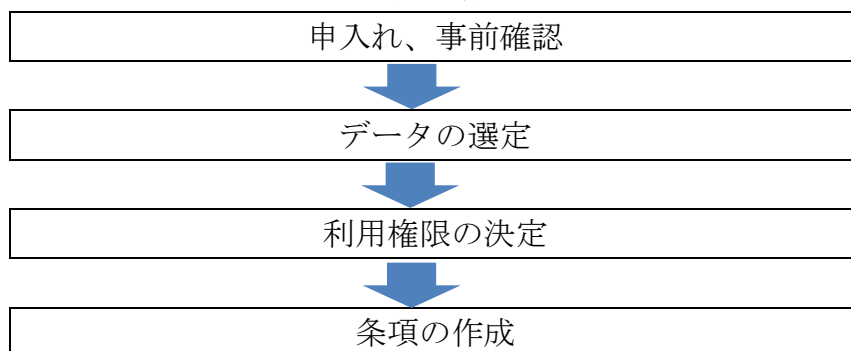 申入れ、事前確認
データの選定
利用権限の決定
条項の作成